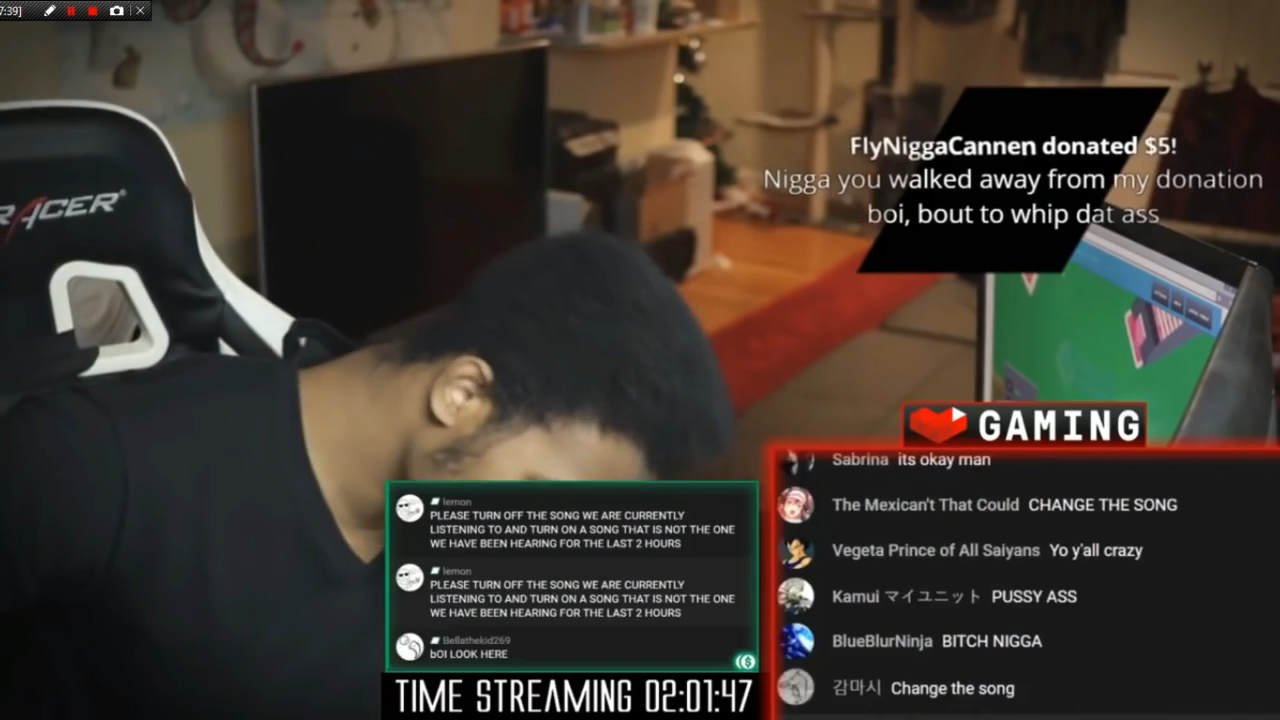 7:39]
RACER
FlyNiggaCannen donated $5!
Nigga you walked away from my donation
boi, bout to whip dat ass
GAMING
lemon
PLEASE TURN OFF THE SONG WE ARE CURRENTLY
LISTENING TO AND TURN ON A SONG THAT IS NOT THE ONE
WE HAVE BEEN HEARING FOR THE LAST 2 HOURS
lemon
PLEASE TURN OFF THE SONG WE ARE CURRENTLY
LISTENING TO AND TURN ON A SONG THAT IS NOT THE ONE
WE HAVE BEEN HEARING FOR THE LAST 2 HOURS
Bellathekid269
bOI LOOK HERE
TIME STREAMING 02:01:47
Sabrina its okay man
The Mexican't That Could CHANGE THE SONG
Vegeta Prince of All Saiyans Yo y'all crazy
Kamui マイユニット PUSSY ASS
BlueBlurNinja BITCH NIGGA
감마시 Change the song